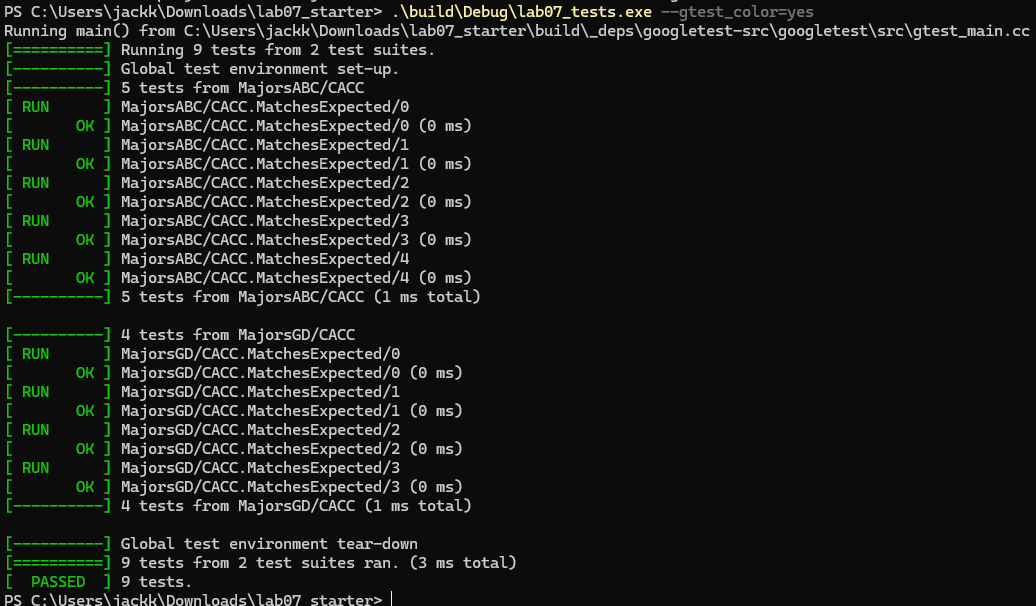 PS C:\Users\jackk\Downloads\lab07_starter> .\build\Debug\lab07_tests.exe --gtest_color=yes
Running main() from C:\Users\jackk\Downloads\lab07_starter\build\_deps\googletest-src\googletest\src\gtest_main.cc
[==========] Running 9 tests from 2 test suites.
[----------] Global test environment set-up.
[----------] 5 tests from MajorsABC/CACC
[ RUN      ] MajorsABC/CACC.MatchesExpected/0
[       OK ] MajorsABC/CACC.MatchesExpected/0 (0 ms)
[ RUN      ] MajorsABC/CACC.MatchesExpected/1
[       OK ] MajorsABC/CACC.MatchesExpected/1 (0 ms)
[ RUN      ] MajorsABC/CACC.MatchesExpected/2
[       OK ] MajorsABC/CACC.MatchesExpected/2 (0 ms)
[ RUN      ] MajorsABC/CACC.MatchesExpected/3
[       OK ] MajorsABC/CACC.MatchesExpected/3 (0 ms)
[ RUN      ] MajorsABC/CACC.MatchesExpected/4
[       OK ] MajorsABC/CACC.MatchesExpected/4 (0 ms)
[----------] 5 tests from MajorsABC/CACC (1 ms total)

[----------] 4 tests from MajorsGD/CACC
[ RUN      ] MajorsGD/CACC.MatchesExpected/0
[       OK ] MajorsGD/CACC.MatchesExpected/0 (0 ms)
[ RUN      ] MajorsGD/CACC.MatchesExpected/1
[       OK ] MajorsGD/CACC.MatchesExpected/1 (0 ms)
[ RUN      ] MajorsGD/CACC.MatchesExpected/2
[       OK ] MajorsGD/CACC.MatchesExpected/2 (0 ms)
[ RUN      ] MajorsGD/CACC.MatchesExpected/3
[       OK ] MajorsGD/CACC.MatchesExpected/3 (0 ms)
[----------] 4 tests from MajorsGD/CACC (1 ms total)

[----------] Global test environment tear-down
[==========] 9 tests from 2 test suites ran. (3 ms total)
[  PASSED  ] 9 tests.
PS C:\Users\jackk\Downloads\lab07_starter>